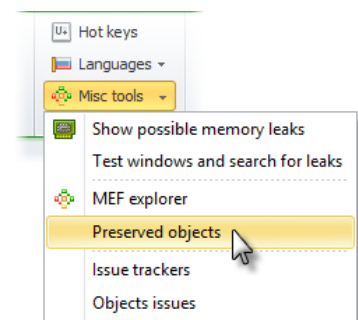 U+ Hot keys
Languages
Misc tools
Show possible memory leaks
Test windows and search for leaks
MEF explorer
Preserved objects
Issue trackers
Objects issues